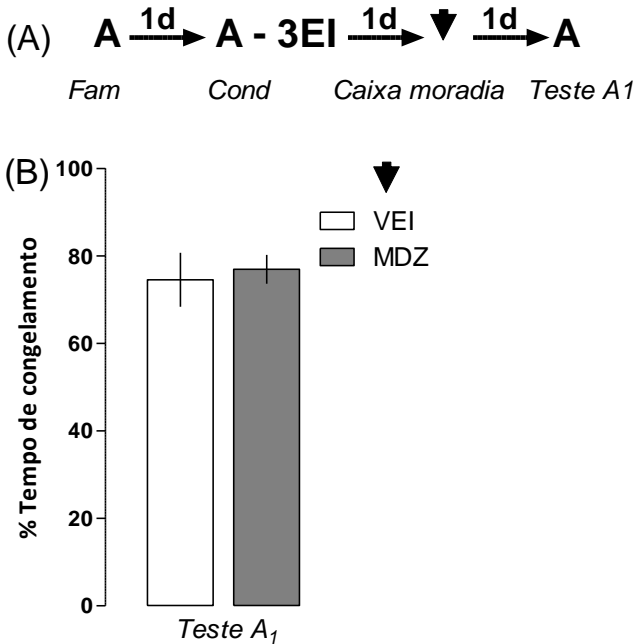 (A) A 1d A - 3EI 1d 1d A
Fam Cond Caixa moradia Teste A1
(B)
100
80
60
40
20
0
% Tempo de congelamento
VEI
MDZ
Teste A1